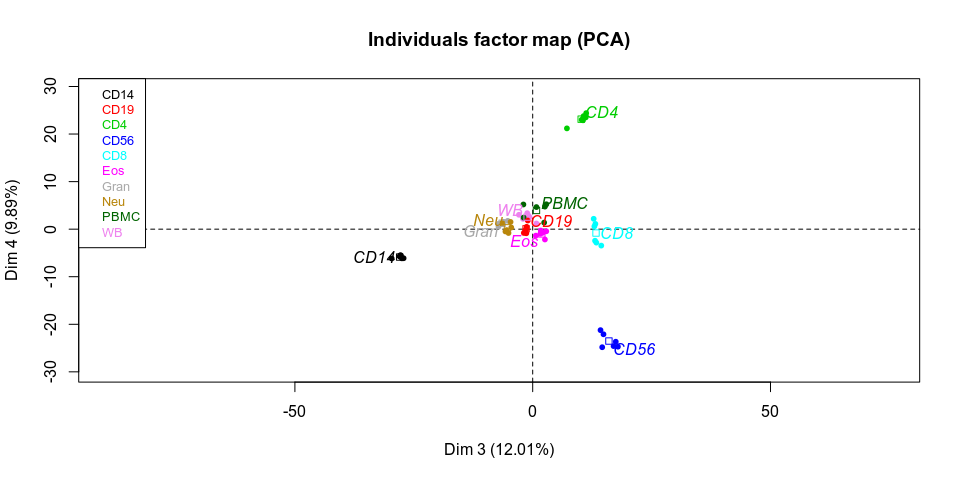 Individuals factor map (PCA)
30
20
10
0
-10
-20
-30
Dim 4 (9.89%)
CD14
CD19
CD4
CD56
CD8
Eos
Gran
Neu
PBMC
WB
CD4
PBMC
WB
Neu
CD19
Gran
CD8
Eos
CD14
CD56
-50
0
50
Dim 3 (12.01%)